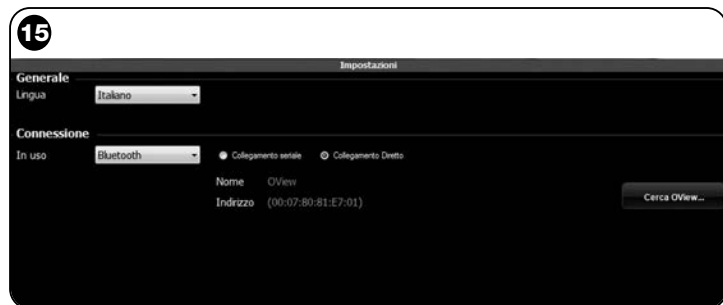 15
Impostazioni
Generale
Lingua Italiano
Connessione
In uso Bluetooth Collegamento seriale Collegamento Diretto
Nome OView
Indirizzo (00:07:80:81:E7:01)
Cerca OView...